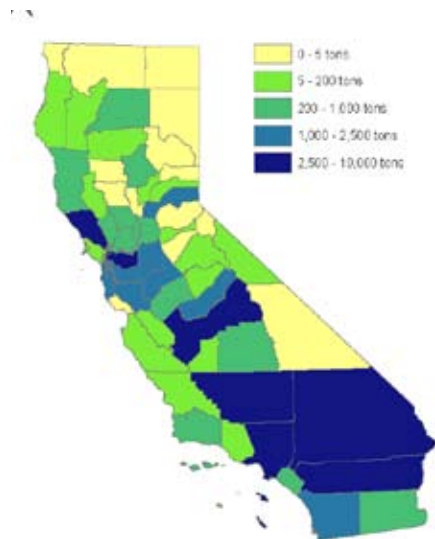 0 - 5 tons
5 - 200 tons
200 - 1,000 tons
1,000 - 2,500 tons
2,500 - 10,000 tons